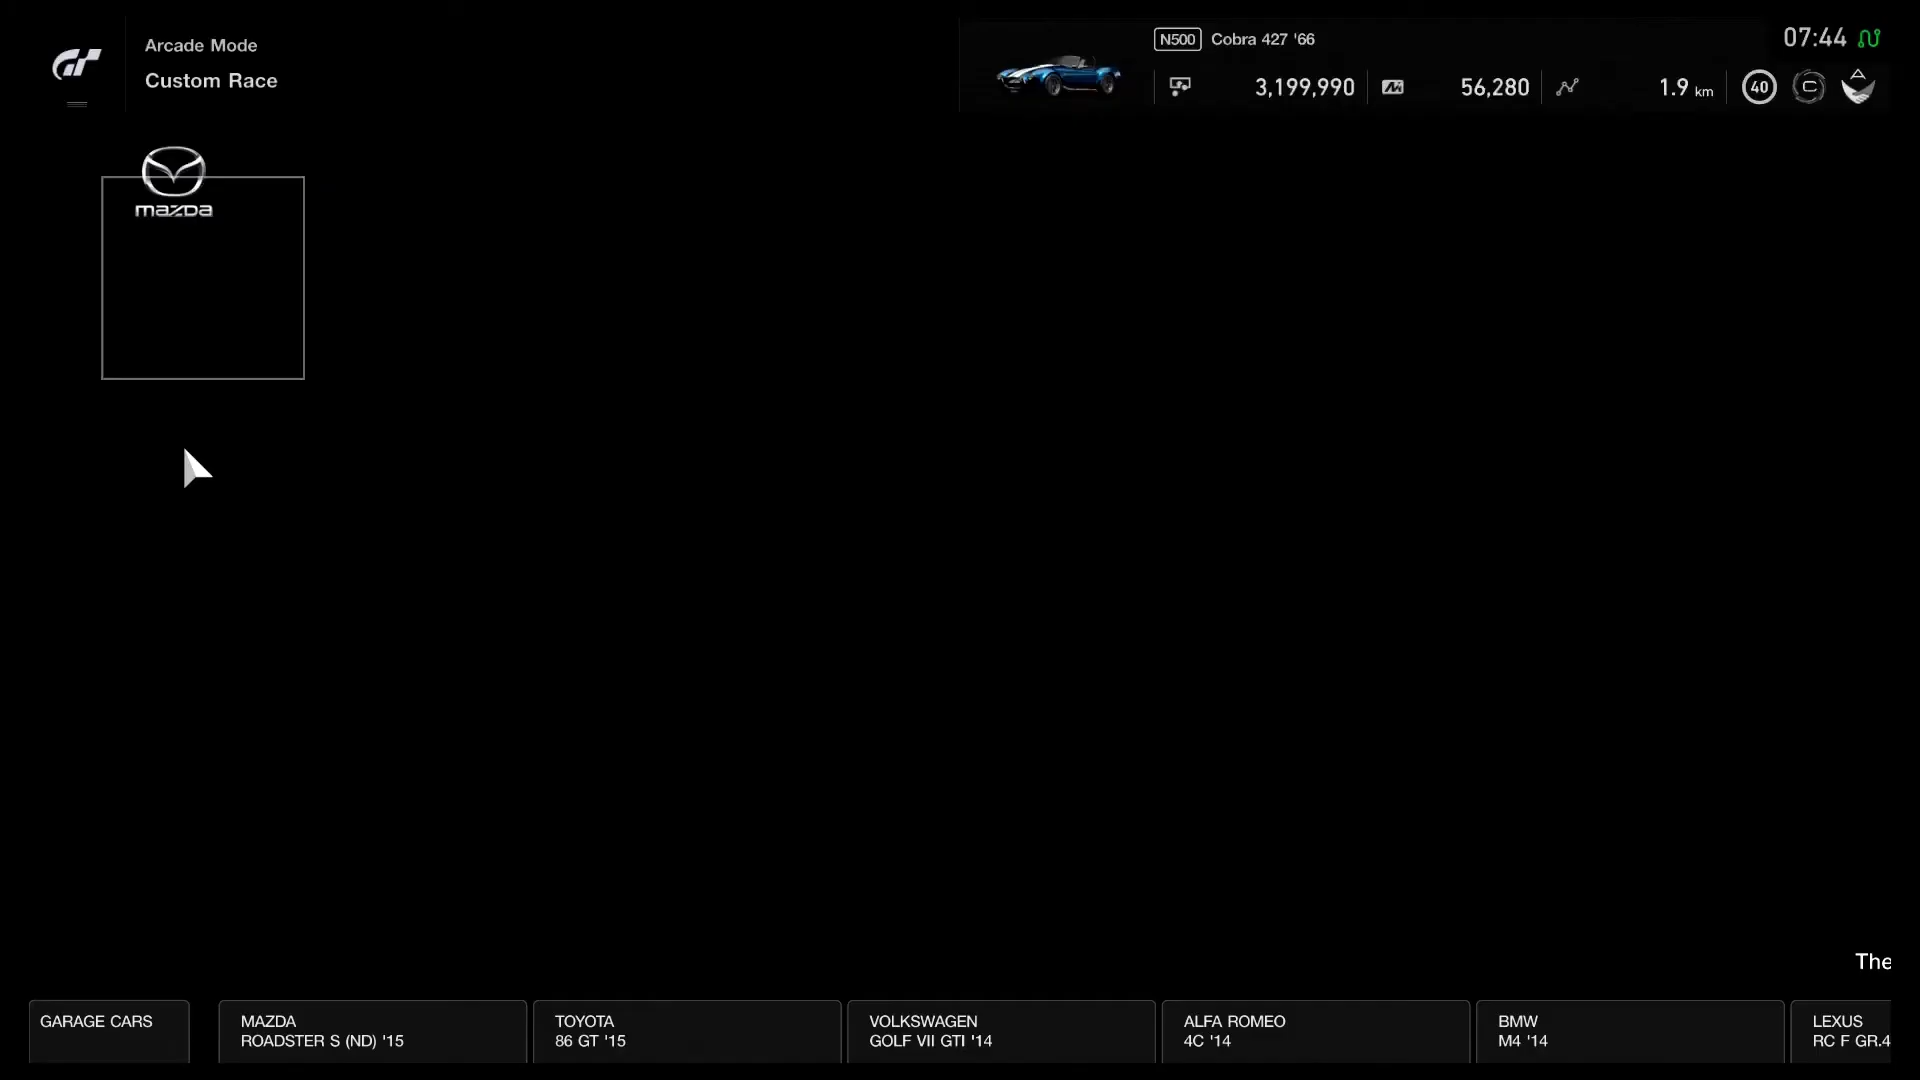 Arcade Mode
Custom Race
N500 Cobra 427 '66
07:44
3,199,990
56,280
1.9 km
40
C
A
mazda
The
GARAGE CARS
MAZDA
ROADSTER S (ND) '15
TOYOTA
86 GT '15
VOLKSWAGEN
GOLF VII GTI '14
ALFA ROMEO
4C '14
BMW
M4 '14
LEXUS
RC F GR.4